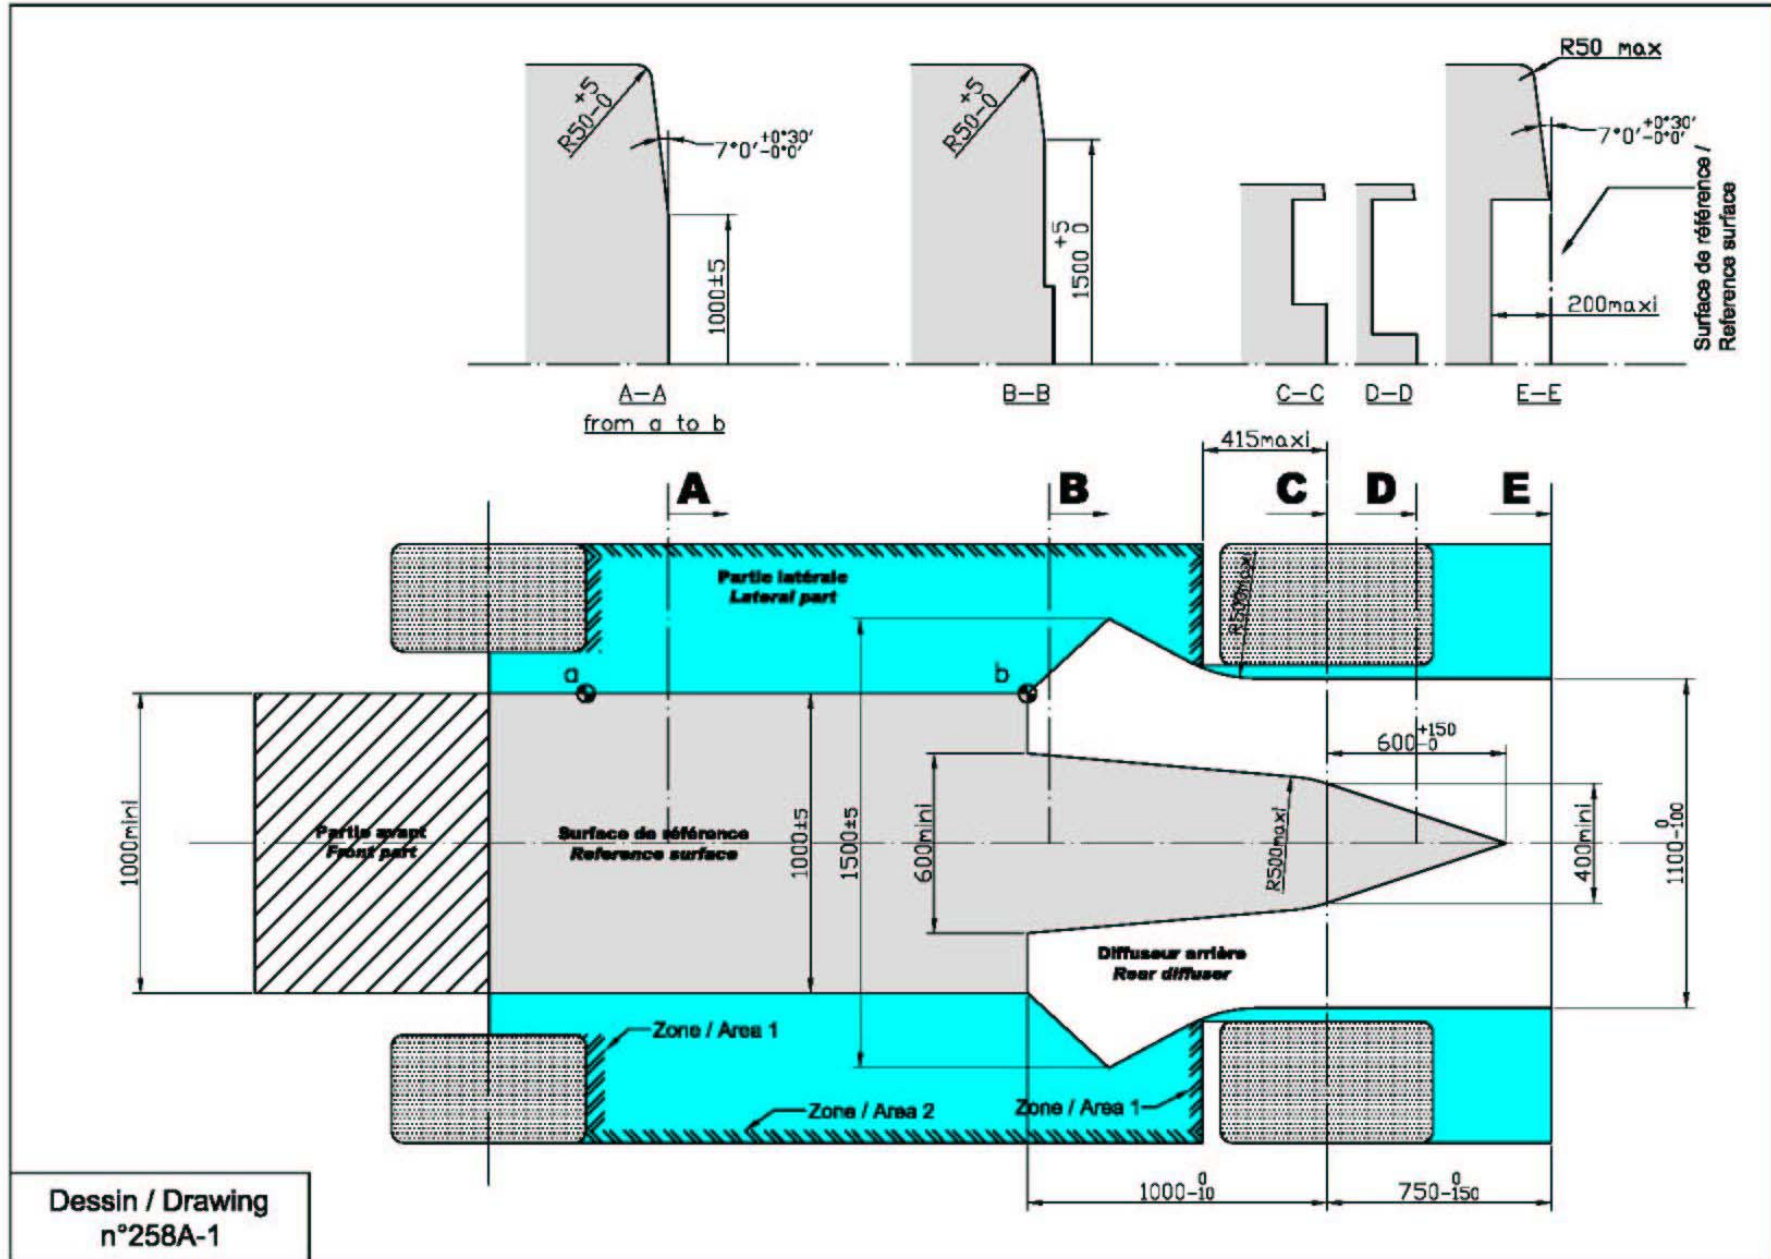 R50 max
+5
R50-0
+5
R50-0
7°0' +0°30' -0°0'
7°0' +0°30' -0°0'
1000±5
1500 +5 0
200maxi
Surface de référence /
Reference surface
A—A
from a to b
B—B
C—C
D—D
E—E
415maxi
A
B
C
D
E
Partie latérale
Lateral part
R500maxi
a
b
600 +150 -0
1000mini
Partie avant
Front part
Surface de référence
Reference surface
1000±5
1500±5
600mini
R500maxi
400mini
1100 0 -100
Diffuseur arrière
Rear diffuser
Zone / Area 1
Zone / Area 2
Zone / Area 1
1000 0 -10
750 0 -150
Dessin / Drawing
n°258A-1